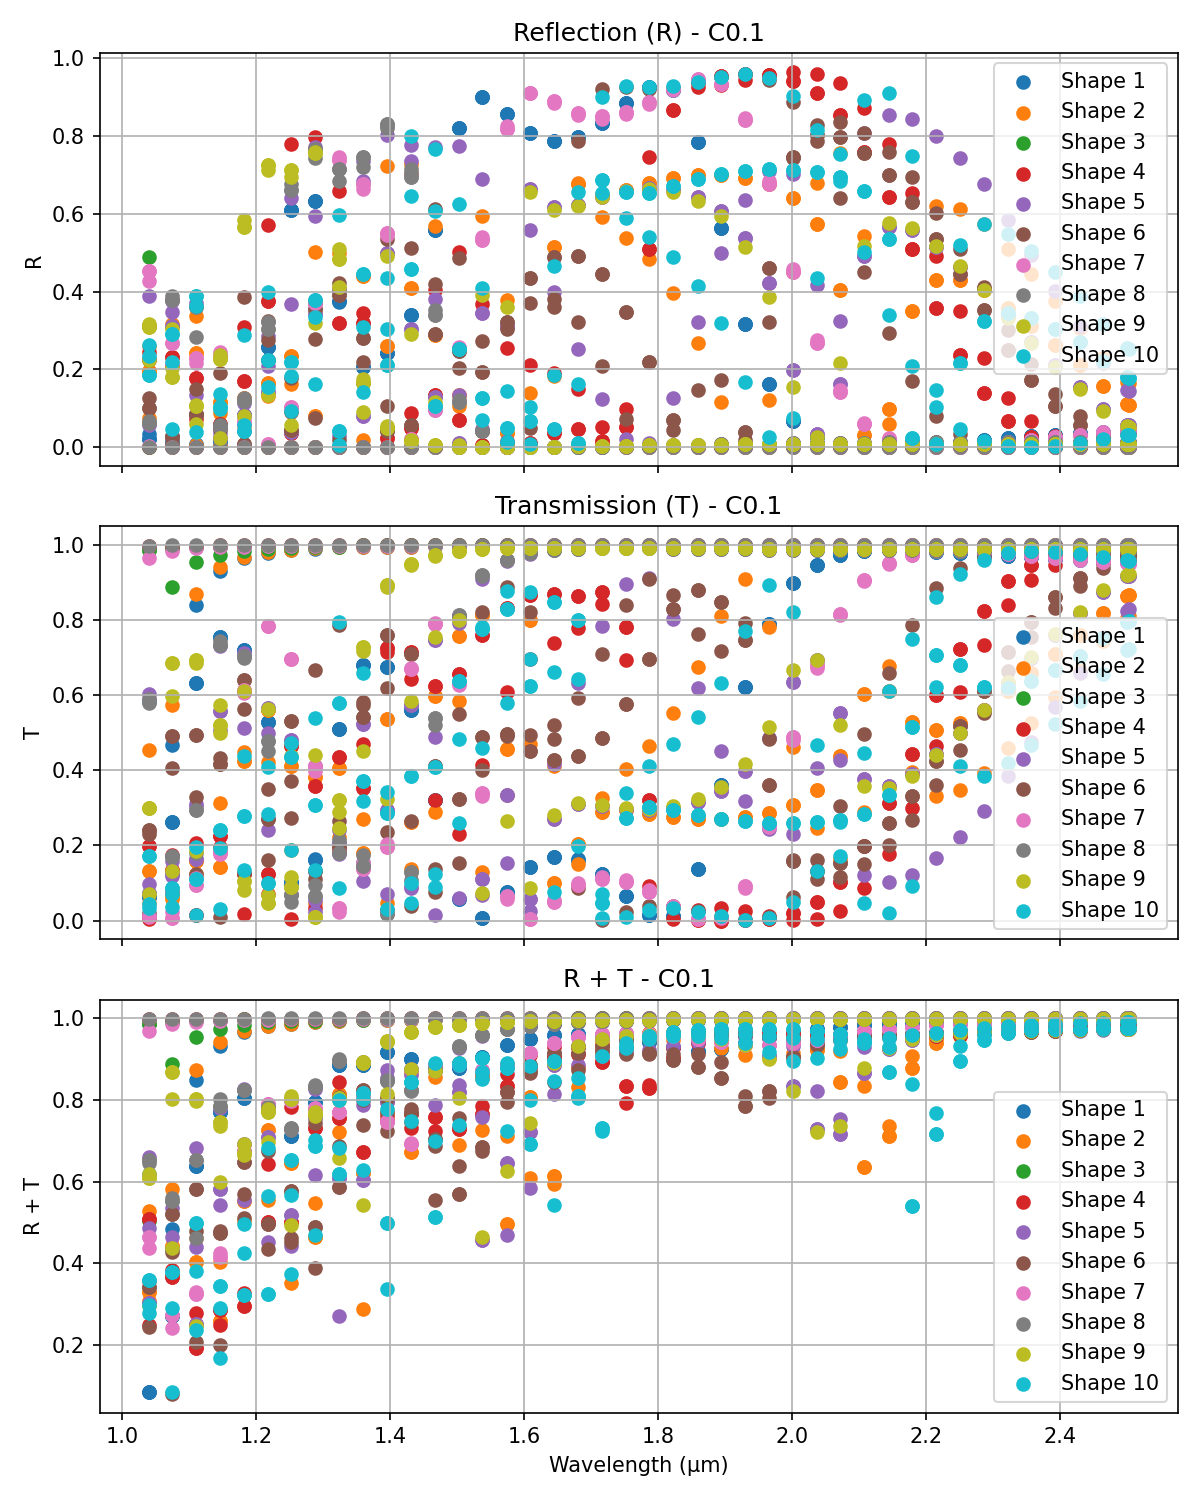 Reflection (R) - C0.1
1.0
0.8
0.6
0.4
0.2
0.0
R
Shape 1
Shape 2
Shape 3
Shape 4
Shape 5
Shape 6
Shape 7
Shape 8
Shape 9
Shape 10
Transmission (T) - C0.1
1.0
0.8
0.6
0.4
0.2
0.0
T
Shape 1
Shape 2
Shape 3
Shape 4
Shape 5
Shape 6
Shape 7
Shape 8
Shape 9
Shape 10
R + T - C0.1
1.0
0.8
0.6
0.4
0.2
R + T
Shape 1
Shape 2
Shape 3
Shape 4
Shape 5
Shape 6
Shape 7
Shape 8
Shape 9
Shape 10
1.0 1.2 1.4 1.6 1.8 2.0 2.2 2.4
Wavelength (μm)